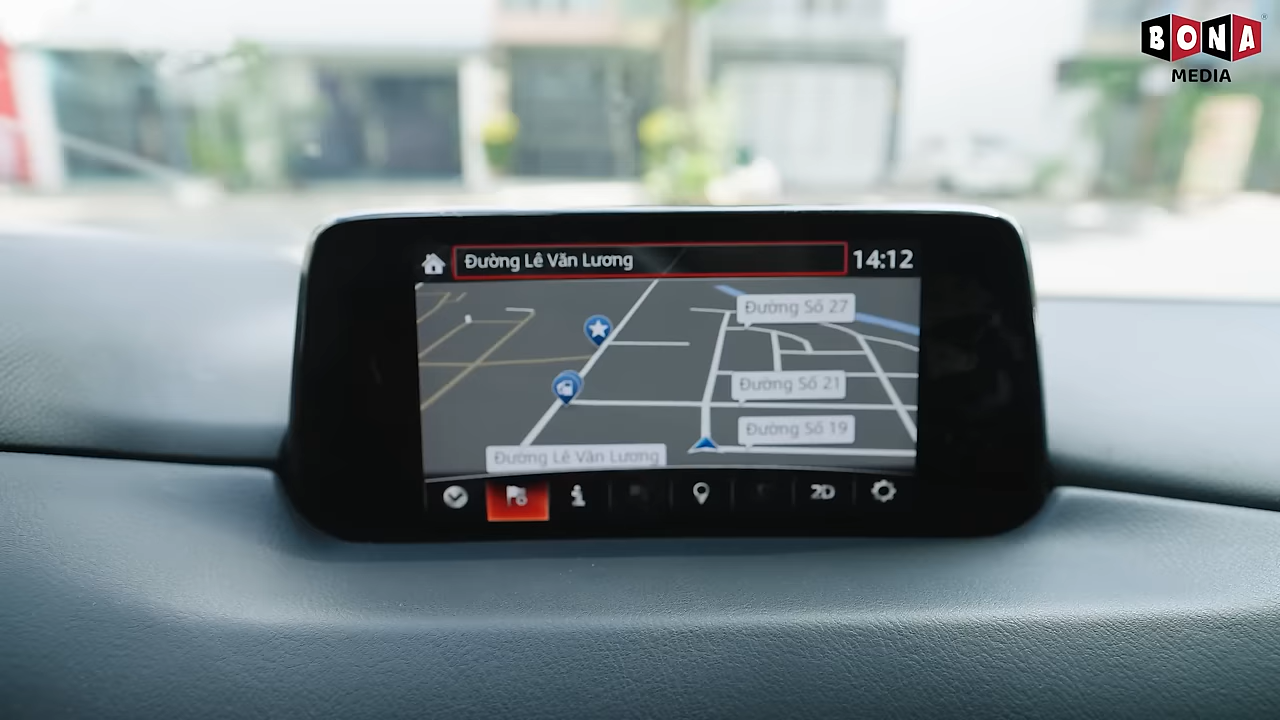 BONA
MEDIA
Đường Lê Văn Lương
14:12
Đường Số 27
Đường Số 21
Đường Số 19
Đường Lê Văn Lương
2D